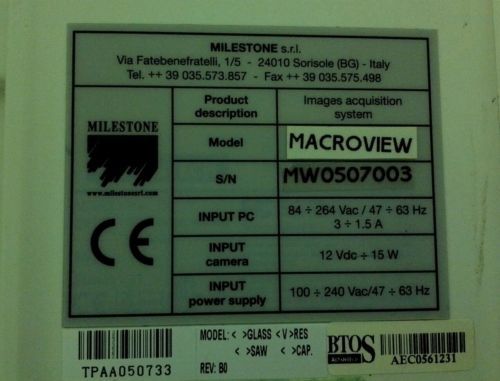 MILESTONE s.r.l.
Via Fatebenefratelli, 1/5 - 24010 Sorisole (BG) - Italy
Tel. ++ 39 035.573.857 - Fax ++39 035.575.498
MILESTONE
www.milestonesrl.com
CE
Product description Images acquisition system
Model MACROVIEW
S/N MW0507003
INPUT PC 84 ÷ 264 Vac / 47 ÷ 63 Hz
3 ÷ 1.5 A
INPUT camera 12 Vdc ÷ 15 W
INPUT power supply 100 ÷ 240 Vac/47 ÷ 63 Hz
TPAA050733
MODEL: < >GLASS <V>RES
< >SAW < >CAP.
REV: B0
BTOS
AEC0561231